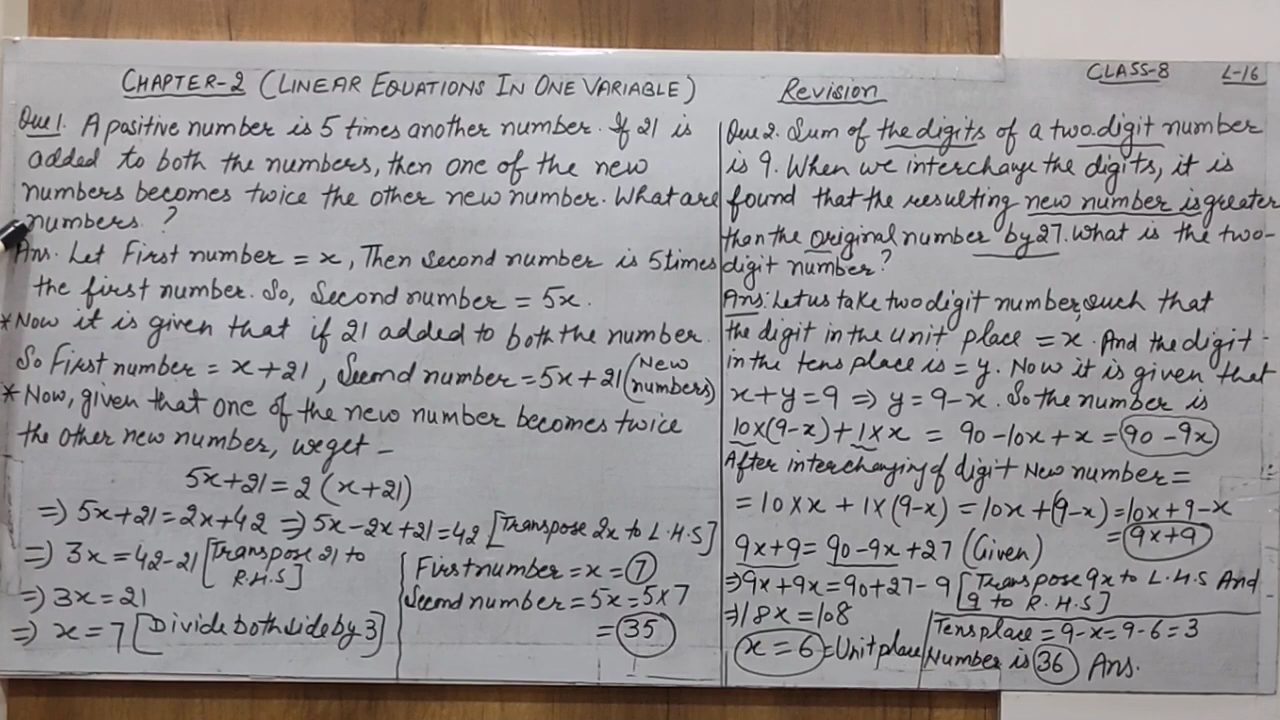 CHAPTER-2 (LINEAR EQUATIONS IN ONE VARIABLE)
Revision
CLASS-8 L-16
Que 1. A positive number is 5 times another number. If 21 is
added to both the numbers, then one of the new
numbers becomes twice the other new number. What are
numbers. ?
Ans. Let First number = x, Then second number is 5 times
the first number. So, Second number = 5x.
*Now it is given that if 21 added to both the number.
So First number = x+21, Second number = 5x+21 (New numbers)
*Now, given that one of the new number becomes twice
the other new number, we get -
5x+21 = 2(x+21)
=) 5x+21 = 2x+42 =) 5x-2x+21 = 42 [Transpose 2x to L.H.S]
=) 3x = 42-21 [Transpose 21 to
R.H.S]
=) 3x = 21
=) x = 7 [Divide both side by 3]
First number = x = 7
Second number = 5x = 5x7
= 35
Que 2. Sum of the digits of a two-digit number
is 9. When we interchange the digits, it is
found that the resulting new number is greater
than the original number by 27. What is the two-
digit number?
Ans: Let us take two digit number, such that
the digit in the unit place = x. And the digit
in the tens place is = y. Now it is given that
x+y=9 => y=9-x. So the number is
10x(9-x)+1xx = 90-10x+x = 90-9x
After interchanging of digit New number =
= 10xx + 1x(9-x) = 10x+(9-x) = 10x+9-x
= 9x+9
9x+9 = 90-9x+27 (Given)
=) 9x+9x = 90+27-9 [Transpose 9x to L.H.S And
9 to R.H.S]
=) 18x = 108
x = 6 = Unit place
Tens place = 9-x = 9-6 = 3
Number is 36 Ans.